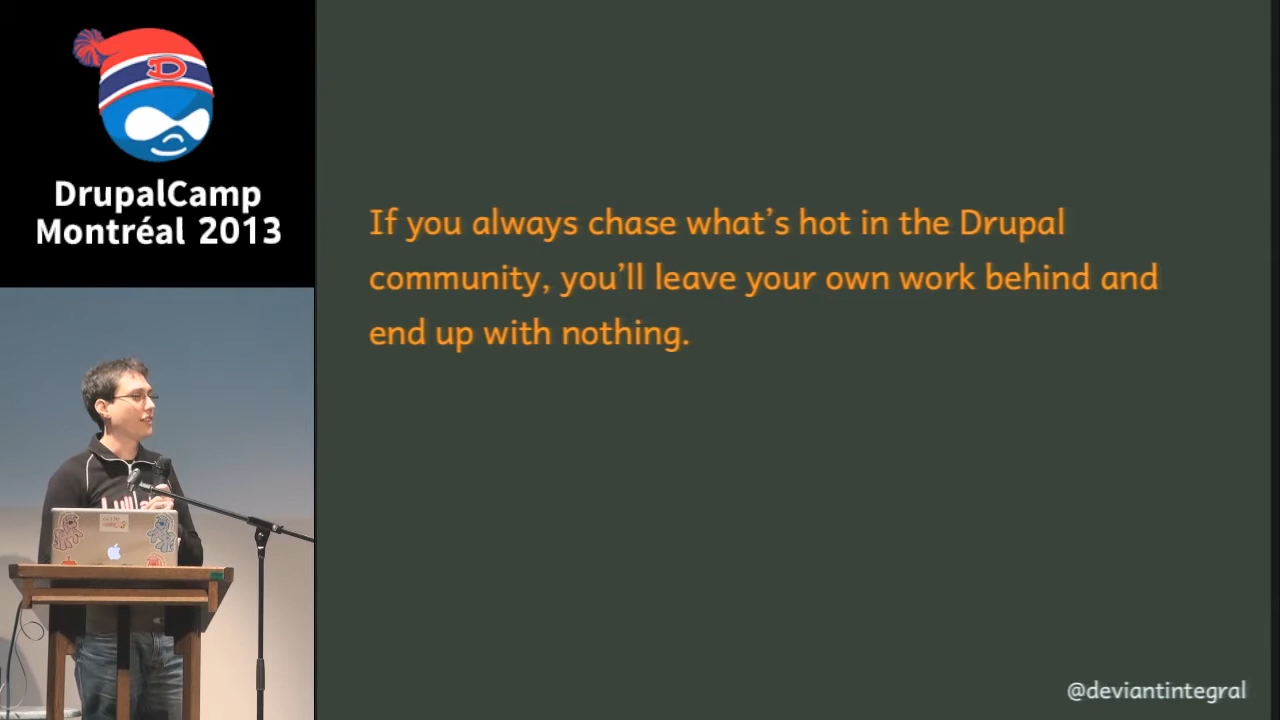 DrupalCamp
Montréal 2013
If you always chase what’s hot in the Drupal
community, you’ll leave your own work behind and
end up with nothing.
@deviantintegral